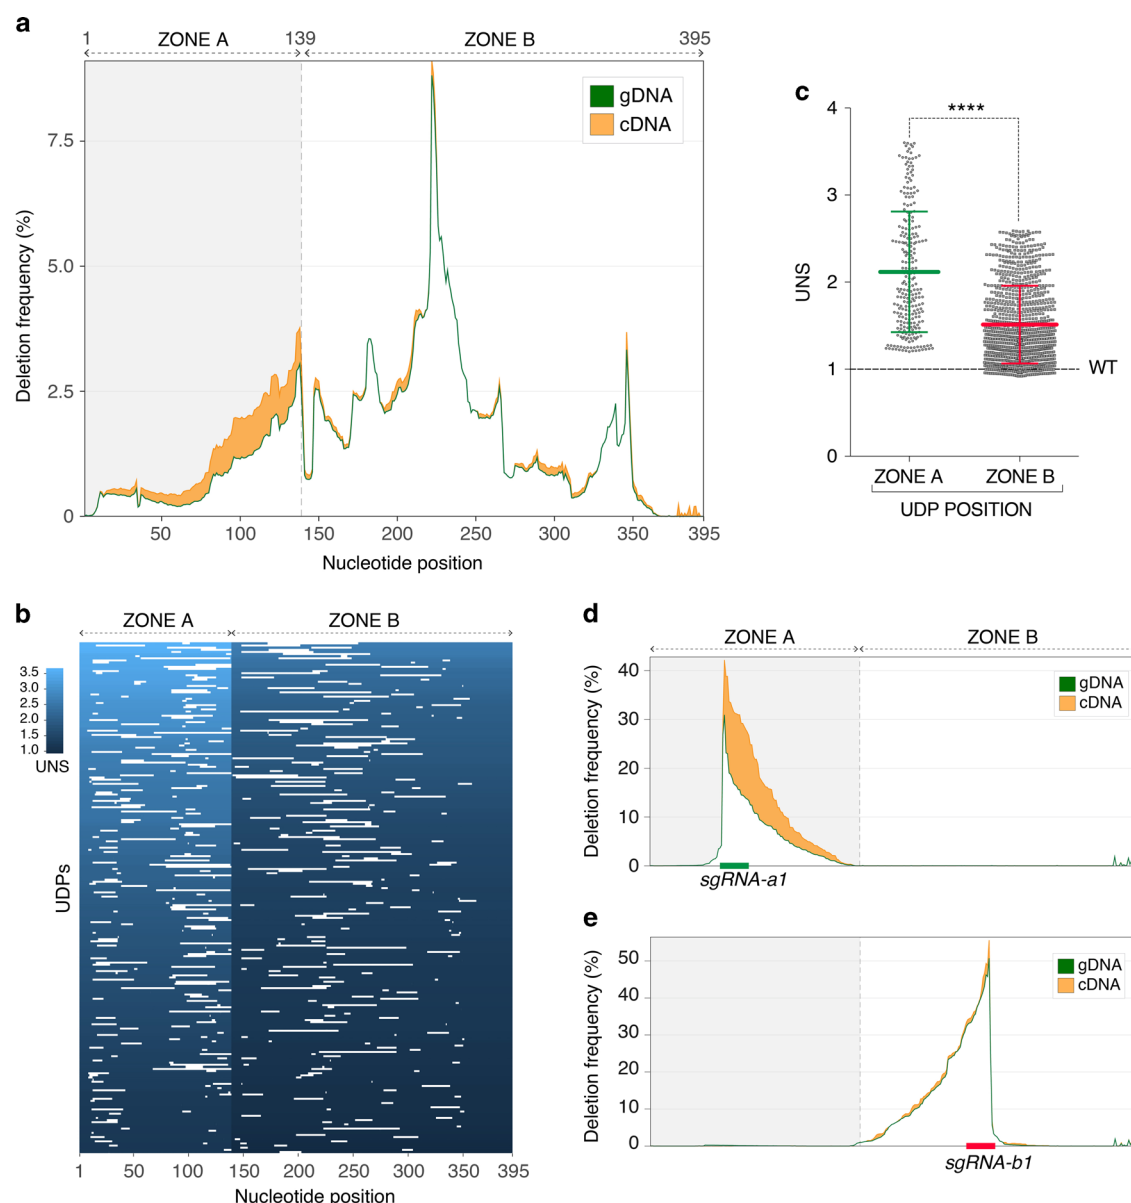 a
1 ZONE A 139 ZONE B 395
gDNA
cDNA
7.5
5.0
2.5
0
Deletion frequency (%)
50 100 150 200 250 300 350 395
Nucleotide position
c
****
4
3
2
1
0
UNS
WT
ZONE A ZONE B
UDP POSITION
b
ZONE A ZONE B
3.5
3.0
2.5
2.0
1.5
1.0
UNS
UDPs
1 50 100 150 200 250 300 350 395
Nucleotide position
d
ZONE A ZONE B
gDNA
cDNA
40
30
20
10
0
Deletion frequency (%)
sgRNA-a1
e
gDNA
cDNA
50
40
30
20
10
0
Deletion frequency (%)
sgRNA-b1